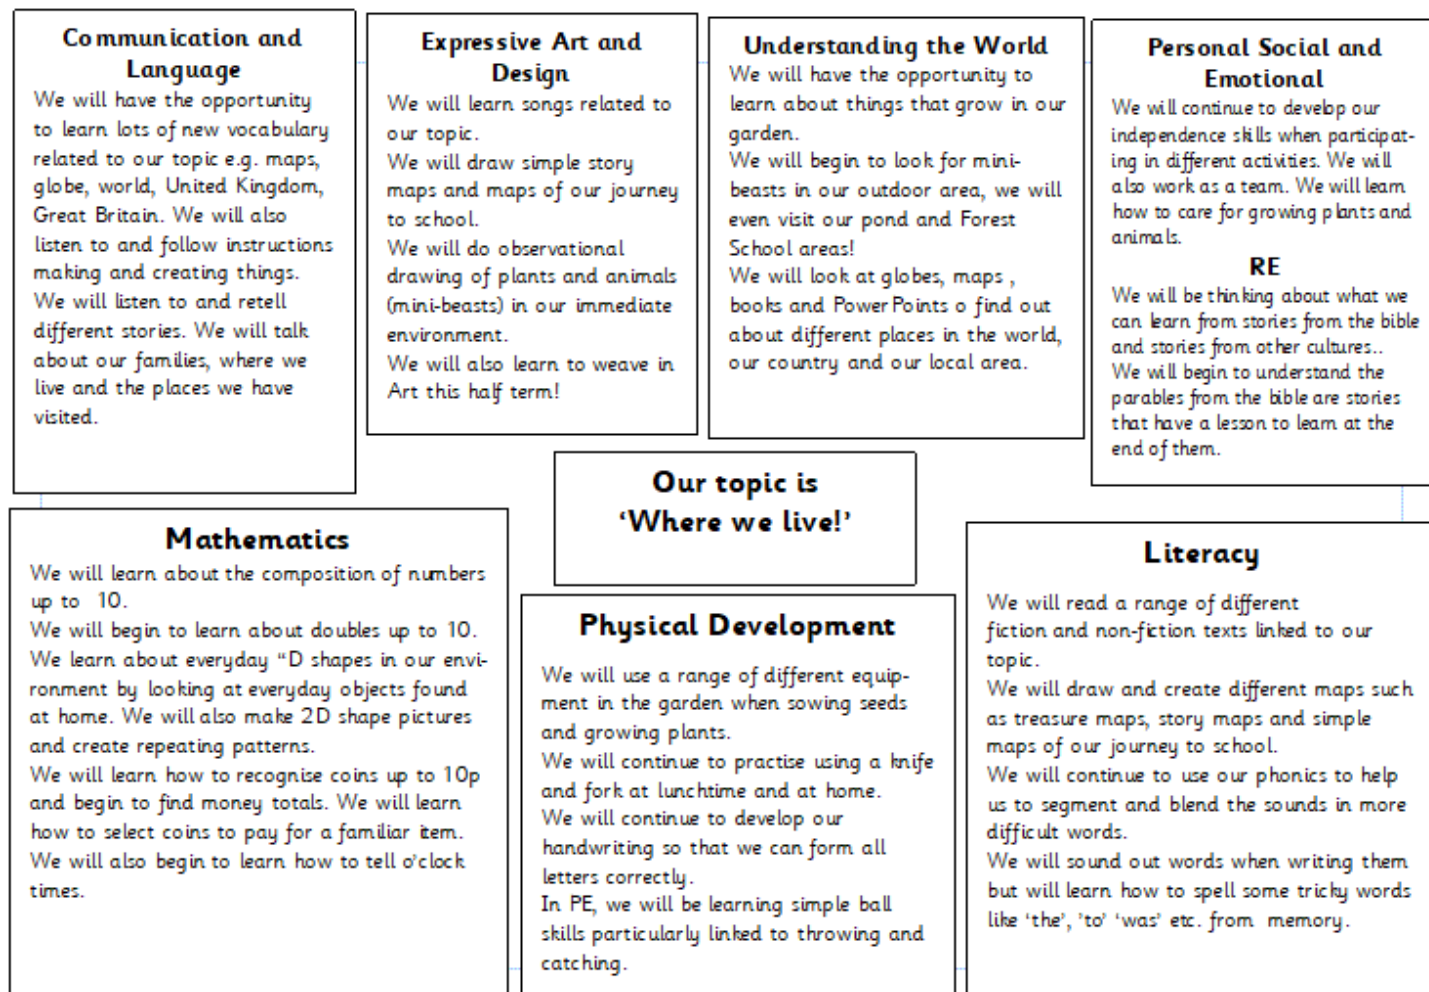 Communication and
Language
We will have the opportunity
to learn lots of new vocabulary
related to our topic e.g. maps,
globe, world, United Kingdom,
Great Britain. We will also
listen to and follow instructions
making and creating things.
We will listen to and retell
different stories. We will talk
about our families, where we
live and the places we have
visited.
Expressive Art and
Design
We will learn songs related to
our topic.
We will draw simple story
maps and maps of our journey
to school.
We will do observational
drawing of plants and animals
(mini-beasts) in our immediate
environment.
We will also learn to weave in
Art this half term!
Understanding the World
We will have the opportunity to
learn about things that grow in our
garden.
We will begin to look for mini-
beasts in our outdoor area, we will
even visit our pond and Forest
School areas!
We will look at globes, maps ,
books and PowerPoints o find out
about different places in the world,
our country and our local area.
Personal Social and
Emotional
We will continue to develop our
independence skills when participat-
ing in different activities. We will
also work as a team. We will learn
how to care for growing plants and
animals.
RE
We will be thinking about what we
can learn from stories from the bible
and stories from other cultures..
We will begin to understand the
parables from the bible are stories
that have a lesson to learn at the
end of them.
Our topic is
‘Where we live!’
Mathematics
We will learn about the composition of numbers
up to  10.
We will begin to learn about doubles up to 10.
We learn about everyday “D shapes in our envi-
ronment by looking at everyday objects found
at home. We will also make 2D shape pictures
and create repeating patterns.
We will learn how to recognise coins up to 10p
and begin to find money totals. We will learn
how to select coins to pay for a familiar item.
We will also begin to learn how to tell o’clock
times.
Physical Development
We will use a range of different equip-
ment in the garden when sowing seeds
and growing plants.
We will continue to practise using a knife
and fork at lunchtime and at home.
We will continue to develop our
handwriting so that we can form all
letters correctly.
In PE, we will be learning simple ball
skills particularly linked to throwing and
catching.
Literacy
We will read a range of different
fiction and non-fiction texts linked to our
topic.
We will draw and create different maps such
as treasure maps, story maps and simple
maps of our journey to school.
We will continue to use our phonics to help
us to segment and blend the sounds in more
difficult words.
We will sound out words when writing them
but will learn how to spell some tricky words
like ‘the’, ’to’ ‘was’ etc. from  memory.